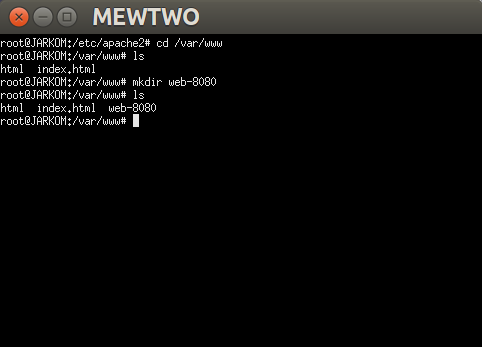 MEWTWO
root@JARKOM:/etc/apache2# cd /var/www
root@JARKOM:/var/www# ls
html  index.html
root@JARKOM:/var/www# mkdir web-8080
root@JARKOM:/var/www# ls
html  index.html  web-8080
root@JARKOM:/var/www#